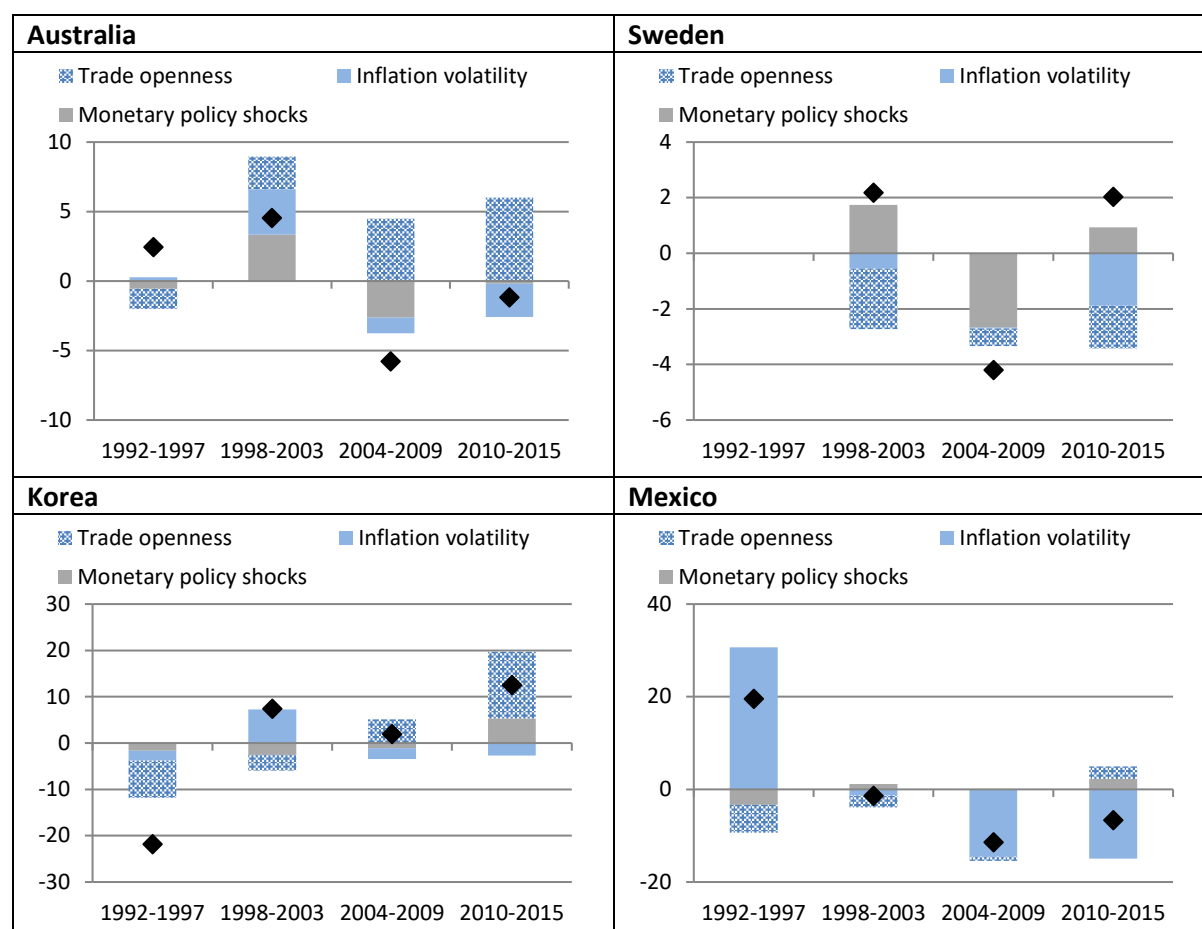 Australia
Trade openness Inflation volatility
Monetary policy shocks
10
5
0
-5
-10
1992-1997 1998-2003 2004-2009 2010-2015
Sweden
Trade openness Inflation volatility
Monetary policy shocks
4
2
0
-2
-4
-6
1992-1997 1998-2003 2004-2009 2010-2015
Korea
Trade openness Inflation volatility
Monetary policy shocks
30
20
10
0
-10
-20
-30
1992-1997 1998-2003 2004-2009 2010-2015
Mexico
Trade openness Inflation volatility
Monetary policy shocks
40
20
0
-20
1992-1997 1998-2003 2004-2009 2010-2015